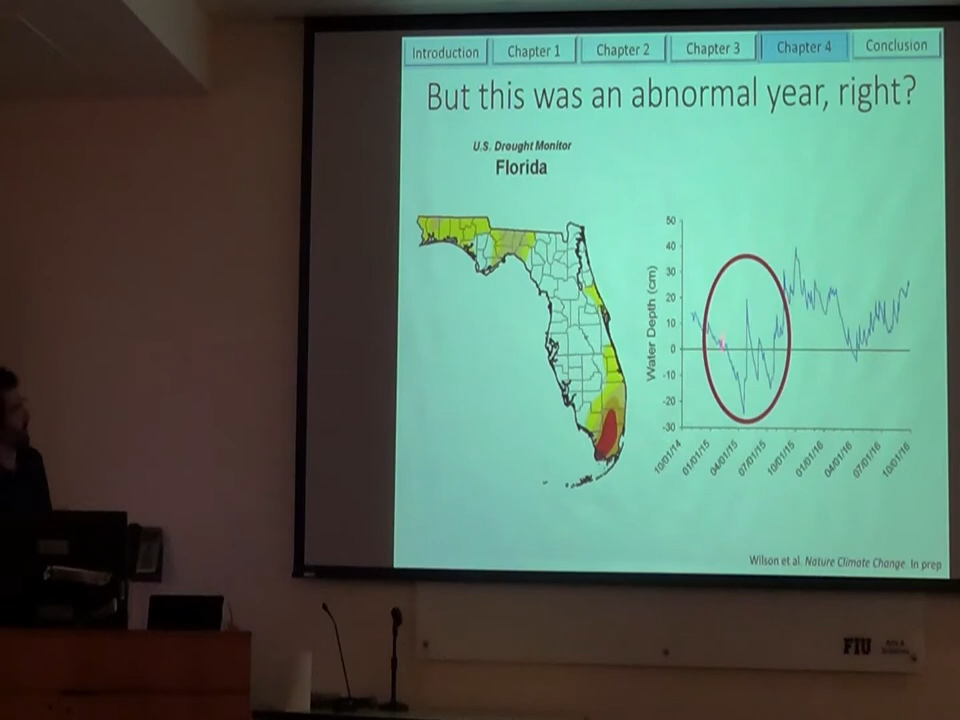 Introduction
Chapter 1
Chapter 2
Chapter 3
Chapter 4
Conclusion
But this was an abnormal year, right?
U.S. Drought Monitor
Florida
Water Depth (cm)
50
40
30
20
10
0
-10
-20
-30
10/01/14
01/01/15
04/01/15
07/01/15
10/01/15
01/01/16
04/01/16
07/01/16
10/01/16
Wilson et al. Nature Climate Change. In prep
FIU
Arts &
Sciences